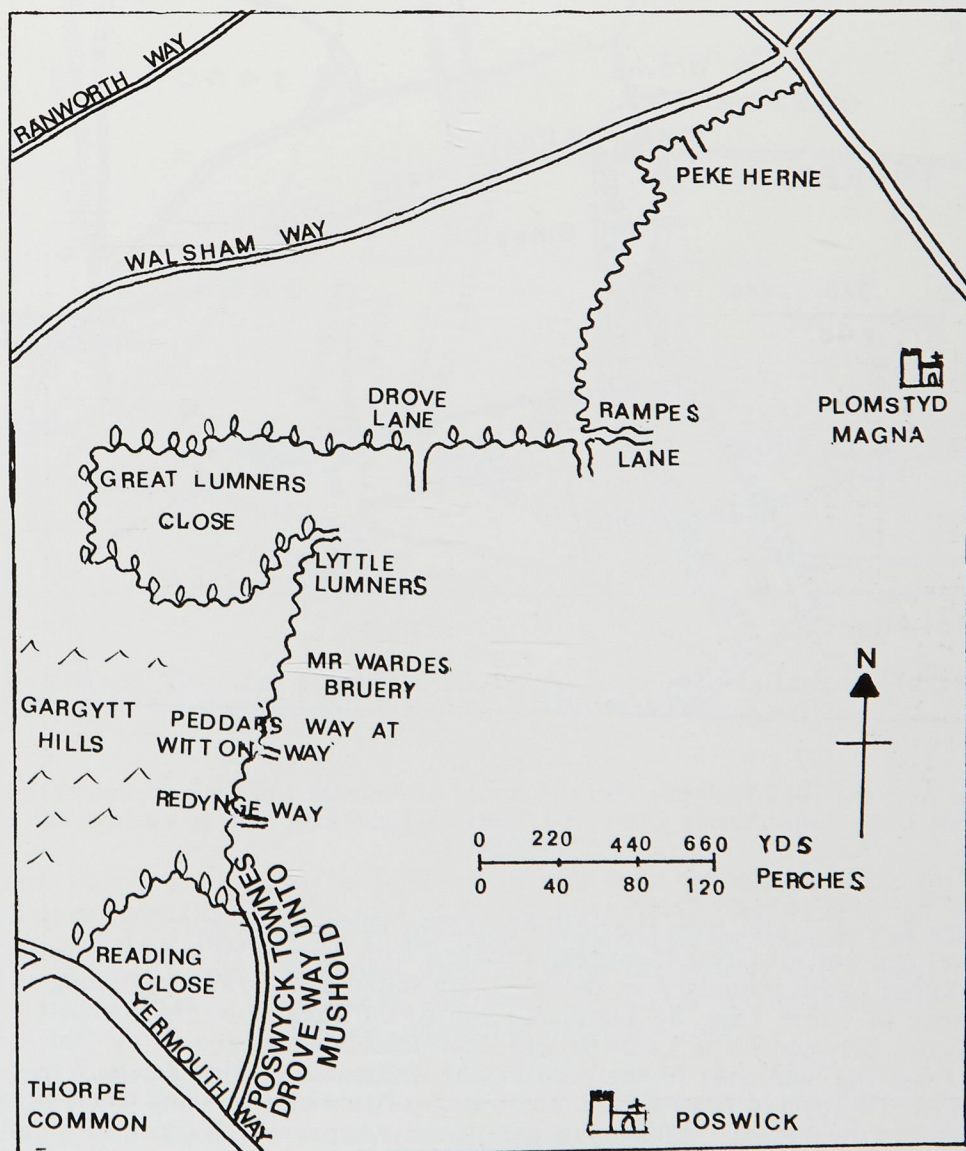 RANWORTH WAY
WALSHAM WAY
PEKE HERNE
DROVE
LANE
RAMPES
LANE
PLOMSTYD
MAGNA
GREAT LUMNERS
CLOSE
LYTTLE
LUMNERS
MR WARDES
BRUERY
GARGYTT
HILLS
PEDDARS WAY AT
WITTON WAY
REDYNGE WAY
N
0 220 440 660 YDS
0 40 80 120 PERCHES
READING
CLOSE
YERMOUTH WAY
POSWYCK TOWNES
DROVE WAY UNTO
MUSHOLD
THORPE
COMMON
POSWICK